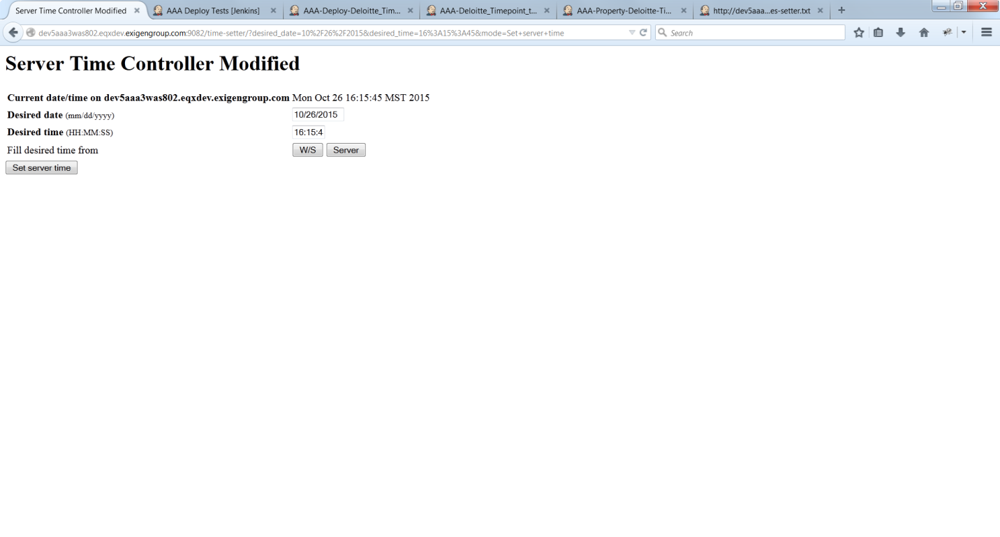 Server Time Controller Modified
AAA Deploy Tests [Jenkins]
AAA-Deploy-Deloitte_Tim...
AAA-Deloitte_Timepoint_t...
AAA-Property-Deloitte-Ti...
http://dev5aaa...es-setter.txt
dev5aaa3was802.eqxdev.exigengroup.com:9082/time-setter/?desired_date=10%2F26%2F2015&desired_time=16%3A15%3A45&mode=Set+server+time
Search
Server Time Controller Modified
Current date/time on dev5aaa3was802.eqxdev.exigengroup.com Mon Oct 26 16:15:45 MST 2015
Desired date (mm/dd/yyyy) 10/26/2015
Desired time (HH:MM:SS) 16:15:4
Fill desired time from W/S Server
Set server time